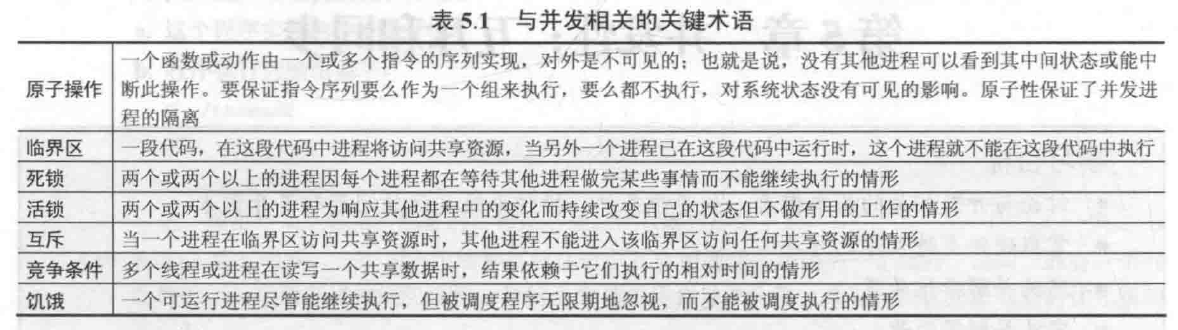 表 5.1 与并发相关的关键术语
原子操作 一个函数或动作由一个或多个指令的序列实现，对外是不可见的；也就是说，没有其他进程可以看到其中间状态或能中
断此操作。要保证指令序列要么作为一个组来执行，要么都不执行，对系统状态没有可见的影响。原子性保证了并发进
程的隔离
临界区 一段代码，在这段代码中进程将访问共享资源，当另外一个进程已在这段代码中运行时，这个进程就不能在这段代码中执行
死锁 两个或两个以上的进程因每个进程都在等待其他进程做完某些事情而不能继续执行的情形
活锁 两个或两个以上的进程为响应其他进程中的变化而持续改变自己的状态但不做有用的工作的情形
互斥 当一个进程在临界区访问共享资源时，其他进程不能进入该临界区访问任何共享资源的情形
竞争条件 多个线程或进程在读写一个共享数据时，结果依赖于它们执行的相对时间的情形
饥饿 一个可运行进程尽管能继续执行，但被调度程序无限期地忽视，而不能被调度执行的情形